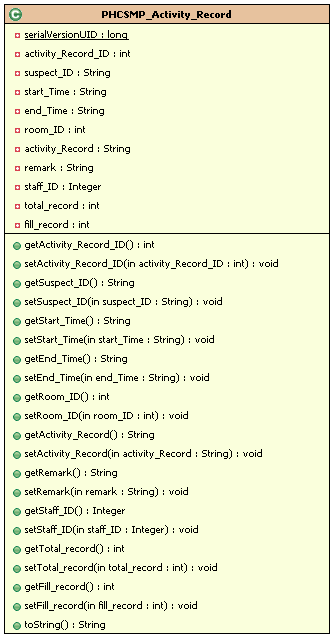 PHCSMP_Activity_Record
serialVersionUID : long
activity_Record_ID : int
suspect_ID : String
start_Time : String
end_Time : String
room_ID : int
activity_Record : String
remark : String
staff_ID : Integer
total_record : int
fill_record : int
getActivity_Record_ID() : int
setActivity_Record_ID(in activity_Record_ID : int) : void
getSuspect_ID() : String
setSuspect_ID(in suspect_ID : String) : void
getStart_Time() : String
setStart_Time(in start_Time : String) : void
getEnd_Time() : String
setEnd_Time(in end_Time : String) : void
getRoom_ID() : int
setRoom_ID(in room_ID : int) : void
getActivity_Record() : String
setActivity_Record(in activity_Record : String) : void
getRemark() : String
setRemark(in remark : String) : void
getStaff_ID() : Integer
setStaff_ID(in staff_ID : Integer) : void
getTotal_record() : int
setTotal_record(in total_record : int) : void
getFill_record() : int
setFill_record(in fill_record : int) : void
toString() : String